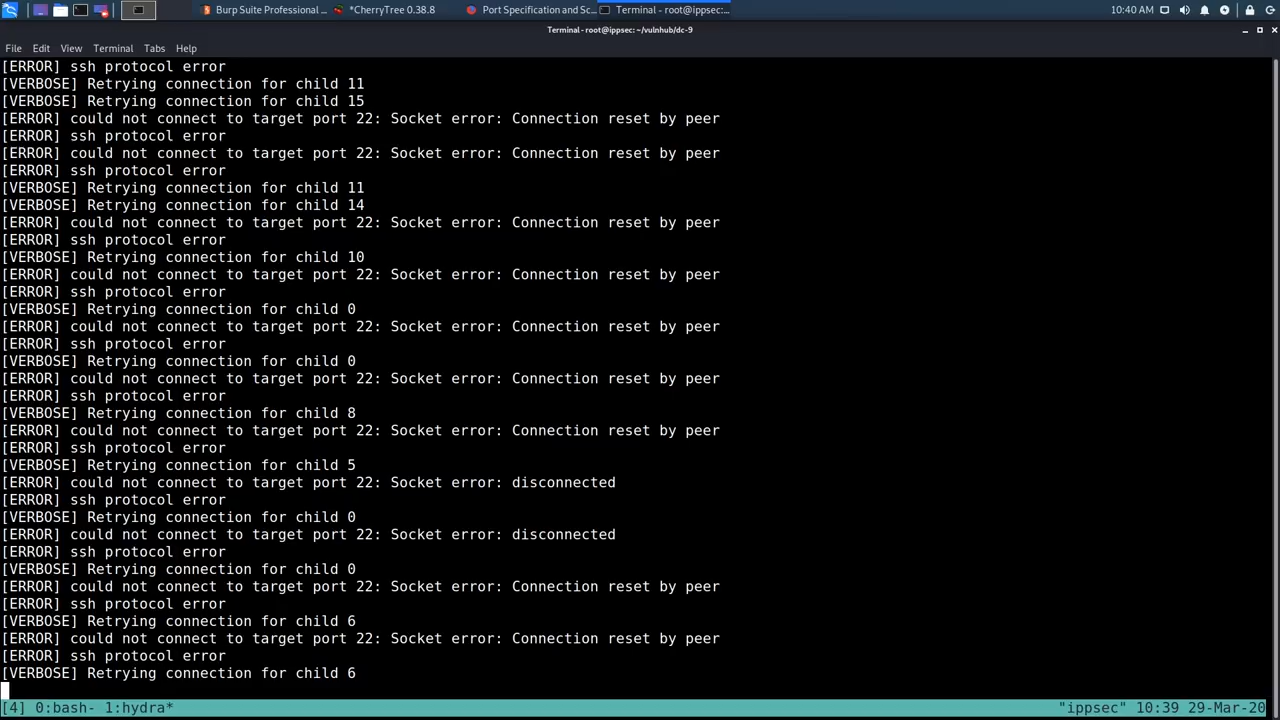 Burp Suite Professional ...
*CherryTree 0.38.8
Port Specification and Sc...
Terminal - root@ippsec:...
10:40 AM
Terminal - root@ippsec: ~/vulnhub/dc-9
File Edit View Terminal Tabs Help
[ERROR] ssh protocol error
[VERBOSE] Retrying connection for child 11
[VERBOSE] Retrying connection for child 15
[ERROR] could not connect to target port 22: Socket error: Connection reset by peer
[ERROR] ssh protocol error
[ERROR] could not connect to target port 22: Socket error: Connection reset by peer
[ERROR] ssh protocol error
[VERBOSE] Retrying connection for child 11
[VERBOSE] Retrying connection for child 14
[ERROR] could not connect to target port 22: Socket error: Connection reset by peer
[ERROR] ssh protocol error
[VERBOSE] Retrying connection for child 10
[ERROR] could not connect to target port 22: Socket error: Connection reset by peer
[ERROR] ssh protocol error
[VERBOSE] Retrying connection for child 0
[ERROR] could not connect to target port 22: Socket error: Connection reset by peer
[ERROR] ssh protocol error
[VERBOSE] Retrying connection for child 0
[ERROR] could not connect to target port 22: Socket error: Connection reset by peer
[ERROR] ssh protocol error
[VERBOSE] Retrying connection for child 8
[ERROR] could not connect to target port 22: Socket error: Connection reset by peer
[ERROR] ssh protocol error
[VERBOSE] Retrying connection for child 5
[ERROR] could not connect to target port 22: Socket error: disconnected
[ERROR] ssh protocol error
[VERBOSE] Retrying connection for child 0
[ERROR] could not connect to target port 22: Socket error: disconnected
[ERROR] ssh protocol error
[VERBOSE] Retrying connection for child 0
[ERROR] could not connect to target port 22: Socket error: Connection reset by peer
[ERROR] ssh protocol error
[VERBOSE] Retrying connection for child 6
[ERROR] could not connect to target port 22: Socket error: Connection reset by peer
[ERROR] ssh protocol error
[VERBOSE] Retrying connection for child 6
[4] 0:bash- 1:hydra* "ippsec" 10:39 29-Mar-20